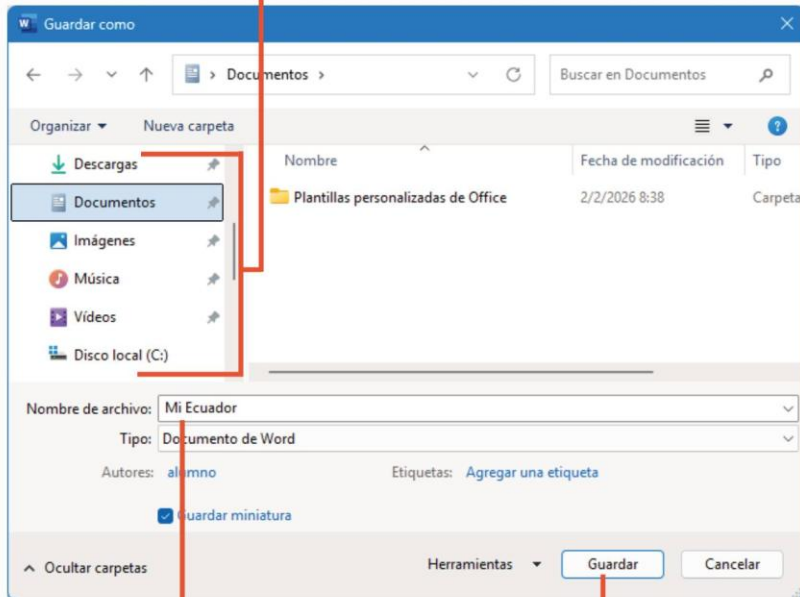 Guardar como
Documentos
Buscar en Documentos
Organizar Nueva carpeta
Nombre Fecha de modificación Tipo
Descargas
Documentos
Imágenes
Música
Vídeos
Disco local (C:)
Plantillas personalizadas de Office 2/2/2026 8:38 Carpeta
Nombre de archivo: Mi Ecuador
Tipo: Documento de Word
Autores: alumno Etiquetas: Agregar una etiqueta
Guardar miniatura
Ocultar carpetas Herramientas Guardar Cancelar